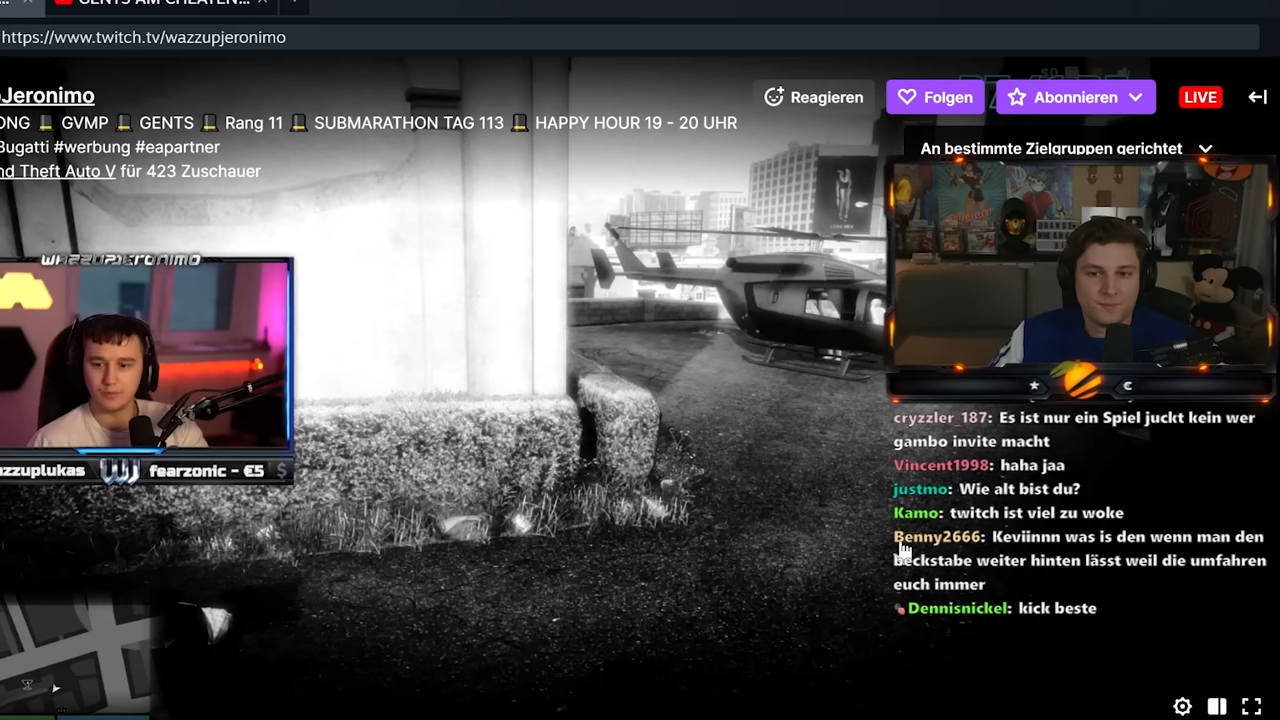 GENTS AM CHEATEN...
https://www.twitch.tv/wazzupjeronimo
Jeronimo
Reagieren
Folgen
Abonnieren
LIVE
ONG GVMP GENTS Rang 11 SUBMARATHON TAG 113 HAPPY HOUR 19 - 20 UHR
Bugatti #werbung #eapartner
nd Theft Auto V für 423 Zuschauer
An bestimmte Zielgruppen gerichtet
WAZZUPJERONIMO
azzuplukas
fearzonic - €5 $
cryzzler_187: Es ist nur ein Spiel juckt kein wer
gambo invite macht
Vincent1998: haha jaa
justmo: Wie alt bist du?
Kamo: twitch ist viel zu woke
Benny2666: Keviinnn was is den wenn man den
beckstabe weiter hinten lässt weil die umfahren
euch immer
Dennisnickel: kick beste